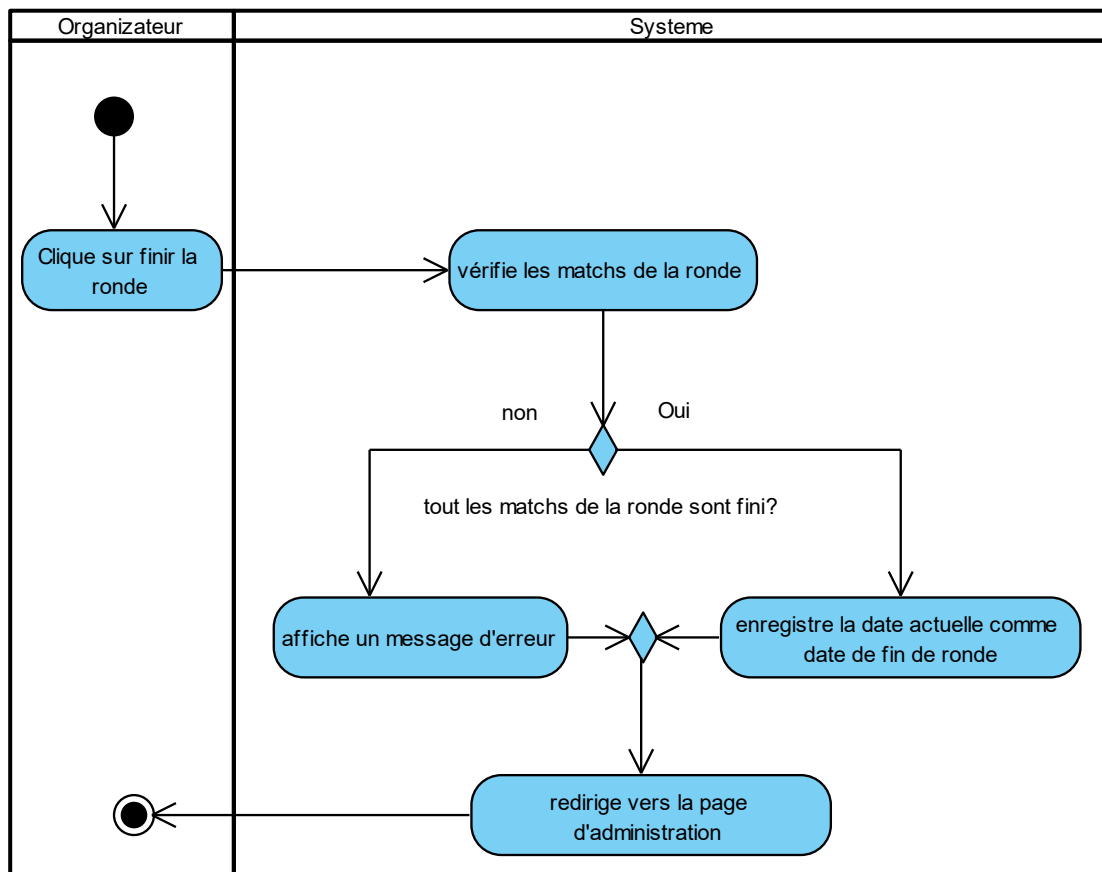 Organizateur
Systeme
Clique sur finir la
ronde
vérifie les matchs de la ronde
non
Oui
tout les matchs de la ronde sont fini?
affiche un message d'erreur
enregistre la date actuelle comme
date de fin de ronde
redirige vers la page
d'administration